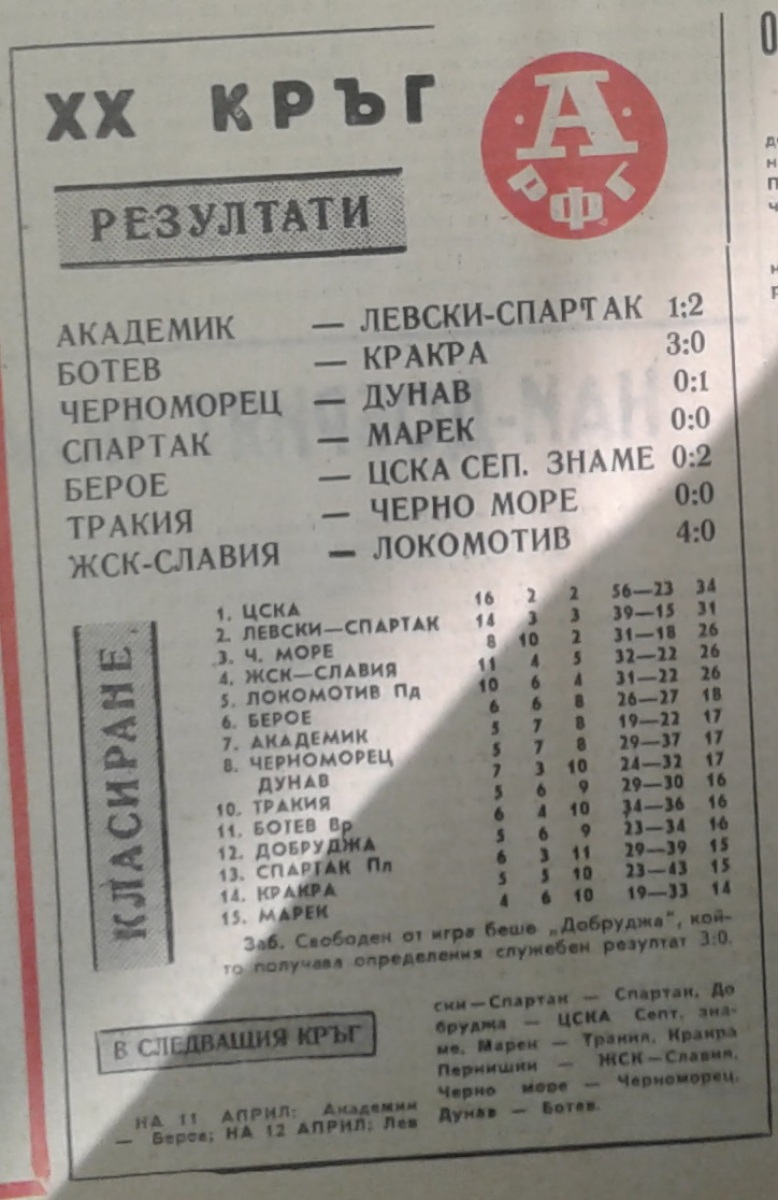 XX КРЪГ
А
РФГ
РЕЗУЛТАТИ
АКАДЕМИК — ЛЕВСКИ-СПАРТАК 1:2
БОТЕВ — КРАКРА 3:0
ЧЕРНОМОРЕЦ — ДУНАВ 0:1
СПАРТАК — МАРЕК 0:0
БЕРОЕ — ЦСКА СЕП. ЗНАМЕ 0:2
ТРАКИЯ — ЧЕРНО МОРЕ 0:0
ЖСК-СЛАВИЯ — ЛОКОМОТИВ 4:0
КЛАСИРАНЕ
1. ЦСКА 16 2 2 56—23 34
2. ЛЕВСКИ—СПАРТАК 14 3 3 39—15 31
3. Ч. МОРЕ 8 10 2 31—18 26
4. ЖСК—СЛАВИЯ 11 4 5 32—22 26
5. ЛОКОМОТИВ Пд 10 6 4 31—22 26
6. БЕРОЕ 6 6 8 26—27 18
7. АКАДЕМИК 5 7 8 19—22 17
8. ЧЕРНОМОРЕЦ 5 7 8 29—37 17
ДУНАВ 7 3 10 24—32 17
10. ТРАКИЯ 5 6 9 29—30 16
11. БОТЕВ Вр 6 4 10 34—36 16
12. ДОБРУДЖА 5 6 9 23—34 16
13. СПАРТАК Пл 6 3 11 29—39 15
14. КРАКРА 5 5 10 23—43 15
15. МАРЕК 4 6 10 19—33 14
Заб. Свободен от игра беше „Добруджа“, кой-
то получава определения служебен резултат 3:0.
В СЛЕДВАЩИЯ КРЪГ
НА 11 АПРИЛ: Академик
— Берое; НА 12 АПРИЛ: Лев
ски—Спартак — Спартак, До
бруджа — ЦСКА Септ. зна-
ме, Марек — Тракия, Кракра
Пернишки — ЖСК—Славия,
Черно море — Черноморец,
Дунав — Ботев.